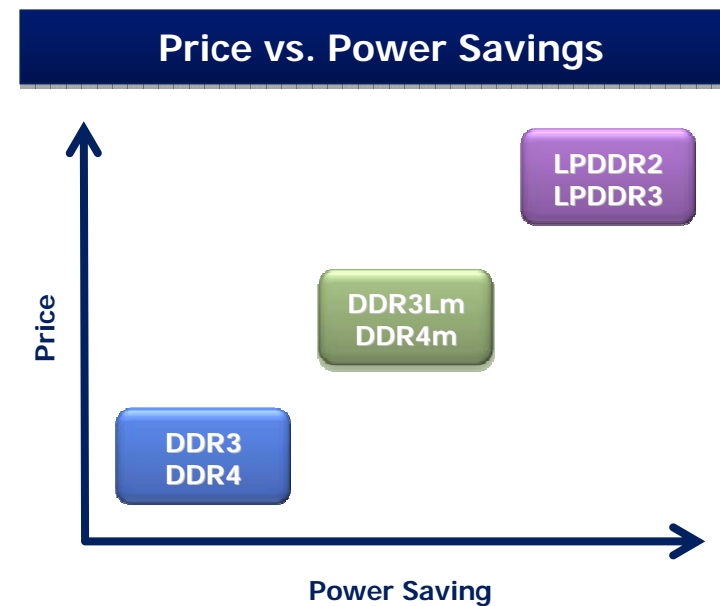 Price vs. Power Savings
LPDDR2
LPDDR3
DDR3Lm
DDR4m
Price
DDR3
DDR4
Power Saving